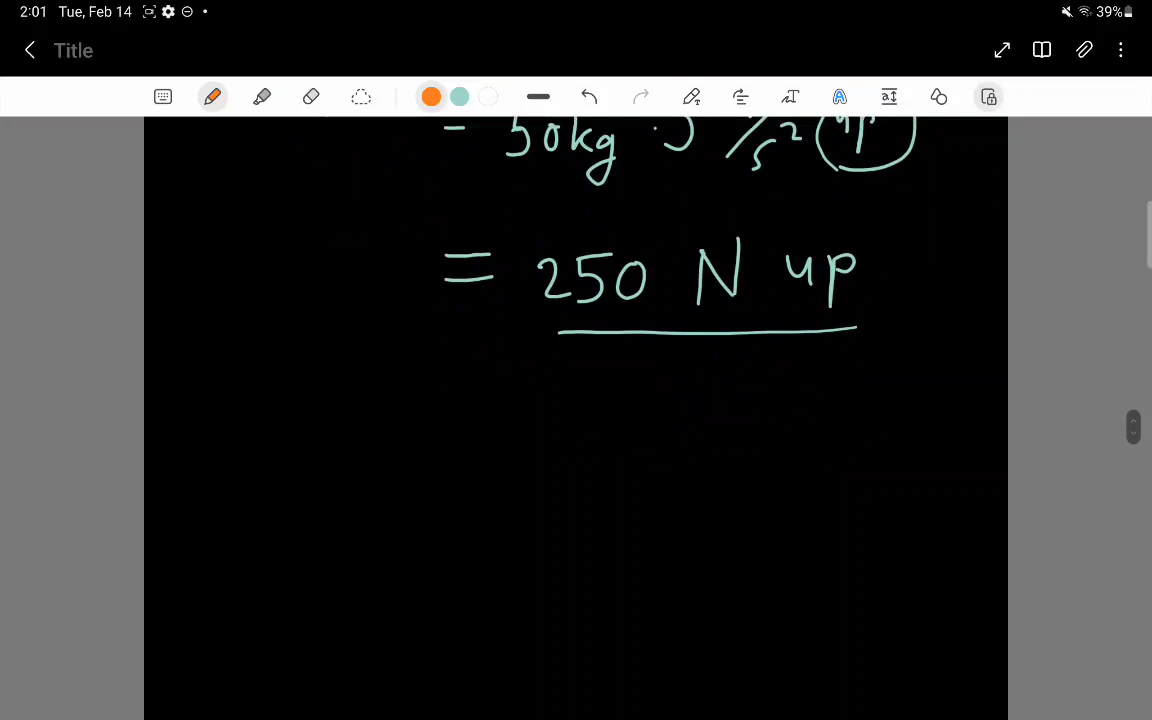 2:01 Tue, Feb 14 39%
Title
= 50kg · 5 m/s² up
= 250 N up